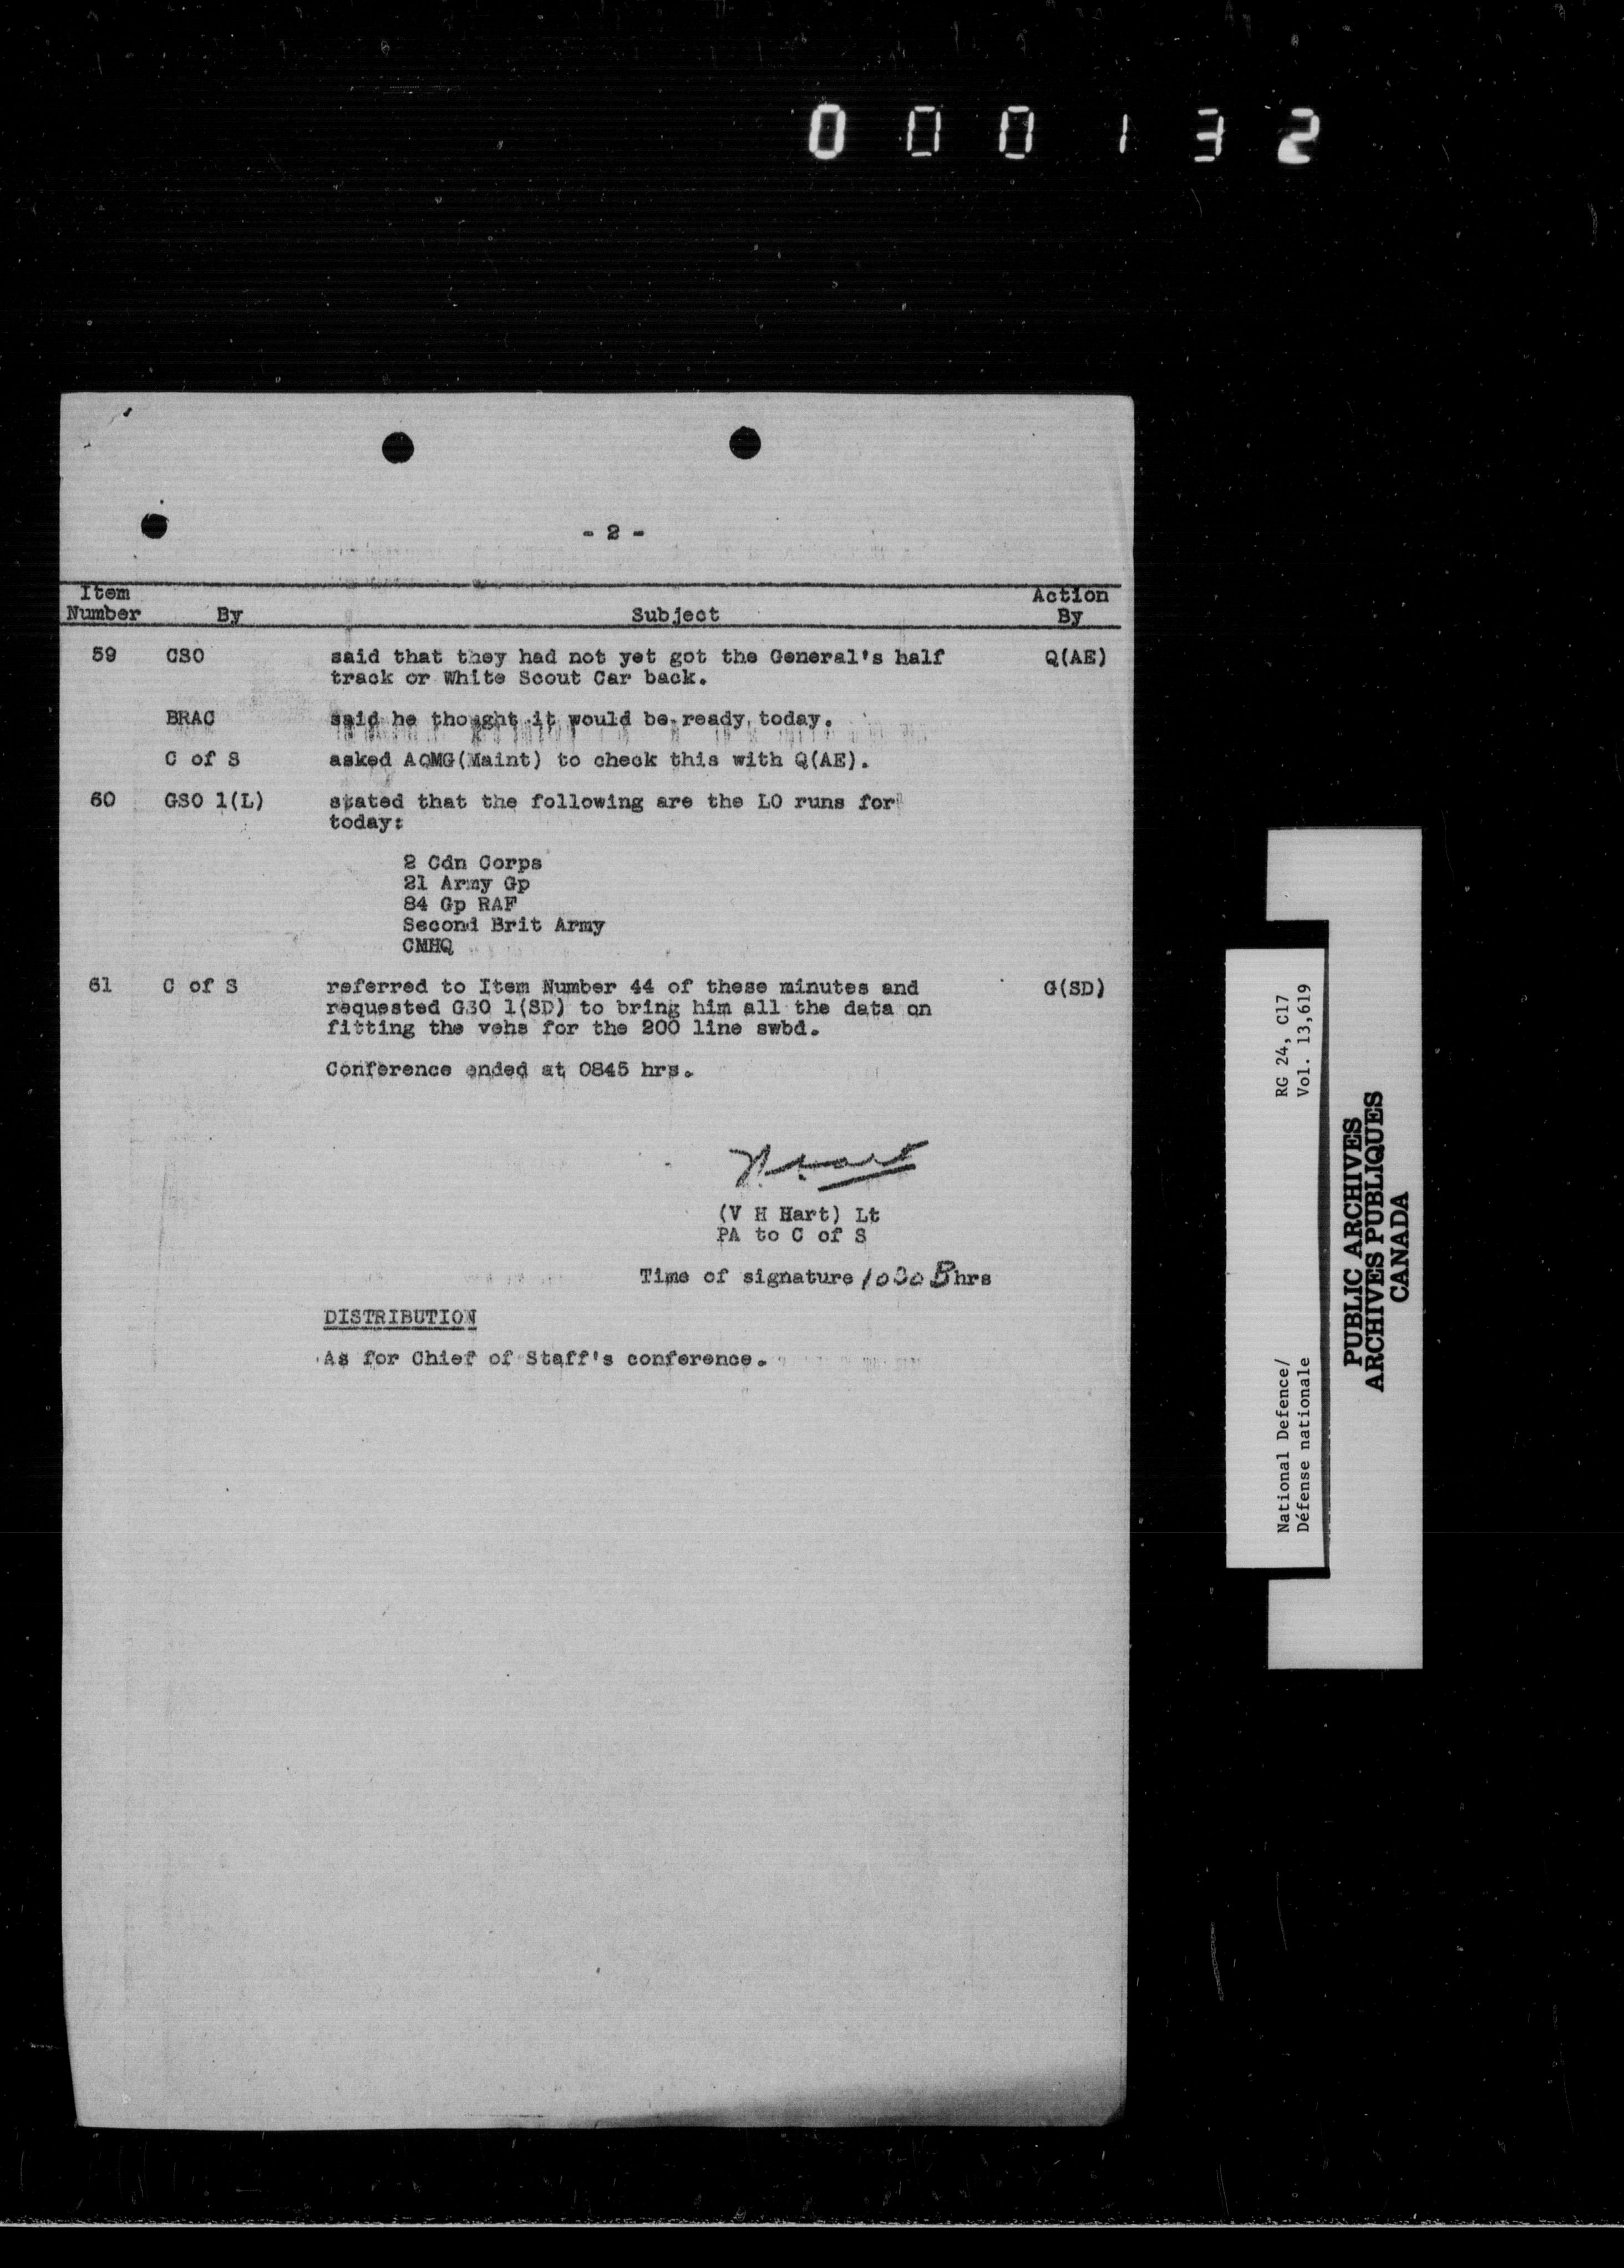 000132
- 2 -
Item
Number By Subject Action
By
59 CSO said that they had not yet got the General's half Q(AE)
track or White Scout Car back.
BRAC said he thought it would be ready today.
C of S asked AQMG(Maint) to check this with Q(AE).
60 GSO 1(L) stated that the following are the LO runs for
today:
2 Cdn Corps
21 Army Gp
84 Gp RAF
Second Brit Army
CMHQ
61 C of S referred to Item Number 44 of these minutes and G(SD)
requested GSO 1(SD) to bring him all the data on
fitting the vehs for the 200 line swbd.
Conference ended at 0845 hrs.
(V H Hart) Lt
PA to C of S
Time of signature 1000 B hrs
DISTRIBUTION
As for Chief of Staff's conference.
National Defence/ RG 24, C17
Défense nationale Vol. 13,619
PUBLIC ARCHIVES
ARCHIVES PUBLIQUES
CANADA